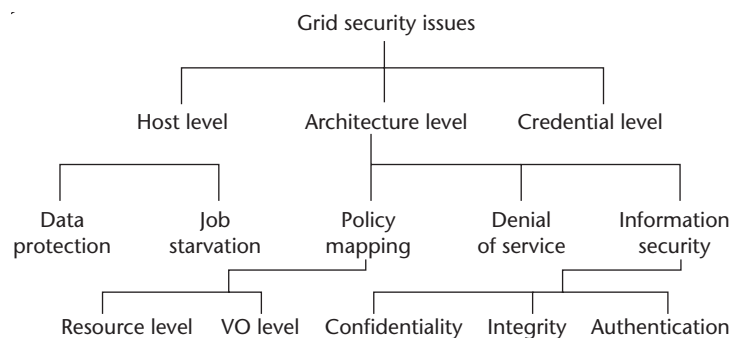 Grid security issues
Host level Architecture level Credential level
Data Job Policy Denial Information
protection starvation mapping of service security
Resource level VO level Confidentiality Integrity Authentication